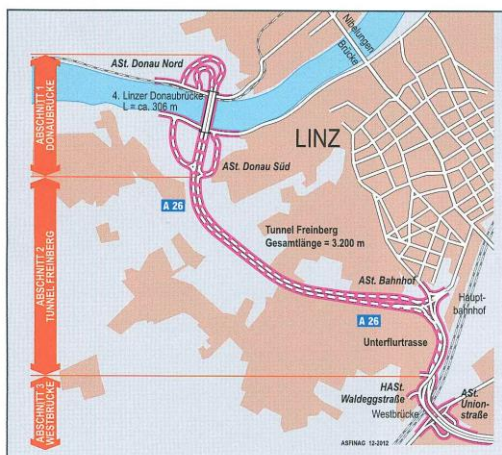 ABSCHNITT 1
DONAUBRÜCKE
ABSCHNITT 2
TUNNEL FREINBERG
ABSCHNITT 3
WESTBRÜCKE
ASt. Donau Nord
Nibelungen
Brücke
4. Linzer Donaubrücke
L = ca. 306 m
LINZ
ASt. Donau Süd
A 26
Tunnel Freinberg
Gesamtlänge = 3.200 m
ASt. Bahnhof
Haupt-
bahnhof
A 26
Unterflurtrasse
HASt.
Waldeggstraße
Westbrücke
ASt.
Union-
straße
ASFINAG 12-2012